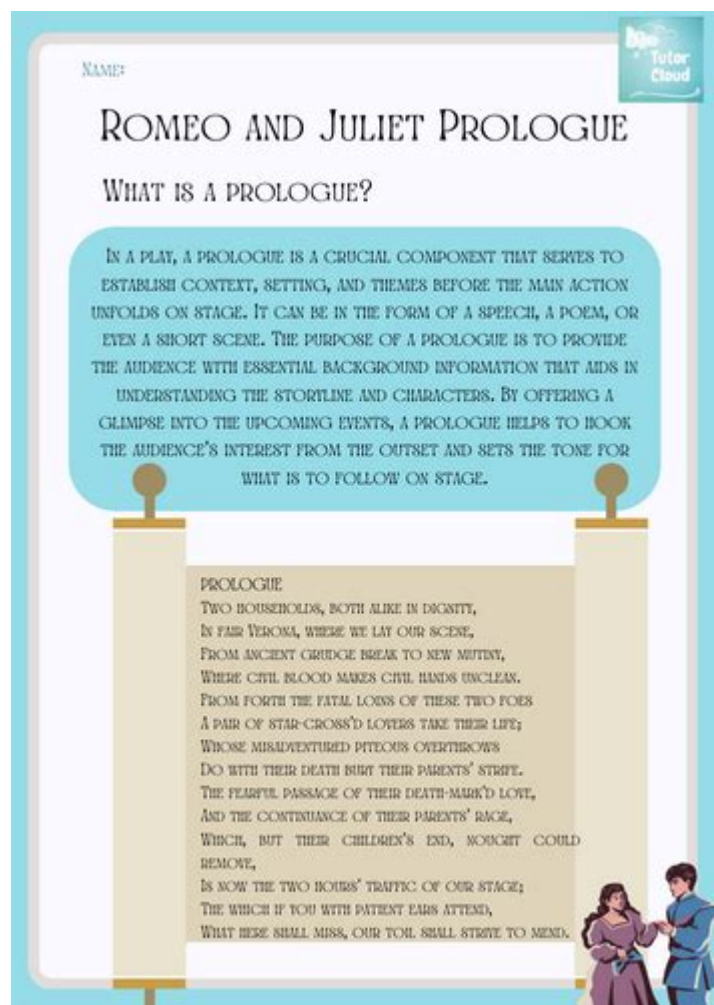 Tutor
Cloud
Name:
Romeo and Juliet Prologue
What is a prologue?
In a play, a prologue is a crucial component that serves to
establish context, setting, and themes before the main action
unfolds on stage. It can be in the form of a speech, a poem, or
even a short scene. The purpose of a prologue is to provide
the audience with essential background information that aids in
understanding the storyline and characters. By offering a
glimpse into the upcoming events, a prologue helps to hook
the audience's interest from the outset and sets the tone for
what is to follow on stage.
PROLOGUE
Two households, both alike in dignity,
In fair Verona, where we lay our scene,
From ancient grudge break to new mutiny,
Where civil blood makes civil hands unclean.
From forth the fatal loins of these two foes
A pair of star-cross'd lovers take their life;
Whose misadventured piteous overthrows
Do with their death bury their parents' strife.
The fearful passage of their death-mark'd love,
And the continuance of their parents' rage,
Which, but their children's end, nought could
remove,
Is now the two hours' traffic of our stage;
The which if you with patient ears attend,
What here shall miss, our toil shall strive to mend.